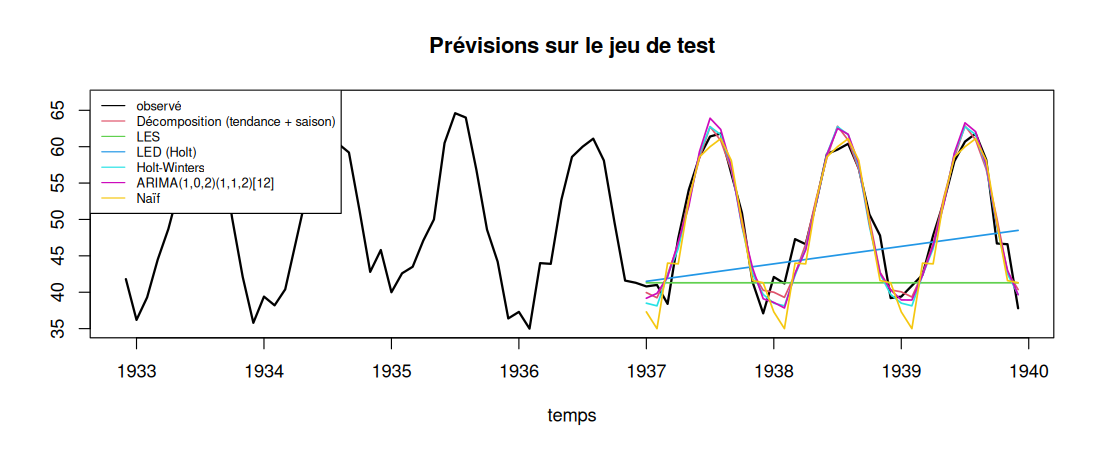 Prévisions sur le jeu de test
observé
Décomposition (tendance + saison)
LES
LED (Holt)
Holt-Winters
ARIMA(1,0,2)(1,1,2)[12]
Naïf
65
60
55
50
45
40
35
1933 1934 1935 1936 1937 1938 1939 1940
temps